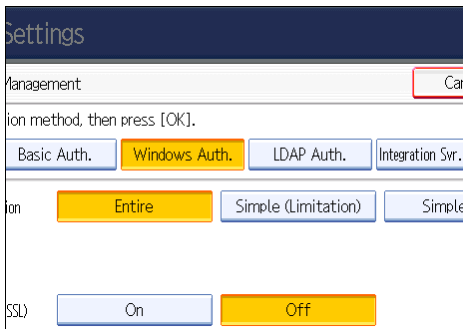 Settings
Management Can
ion method, then press [OK].
Basic Auth. Windows Auth. LDAP Auth. Integration Svr.
ion Entire Simple (Limitation) Simple
SSL) On Off